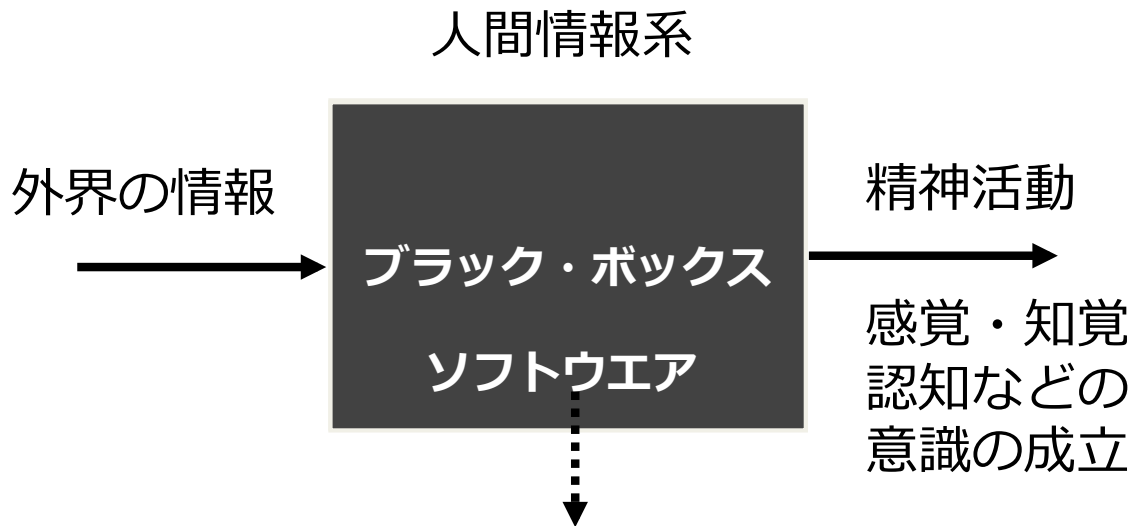 人間情報系
外界の情報
ブラック・ボックス
ソフトウエア
精神活動
感覚・知覚
認知などの
意識の成立